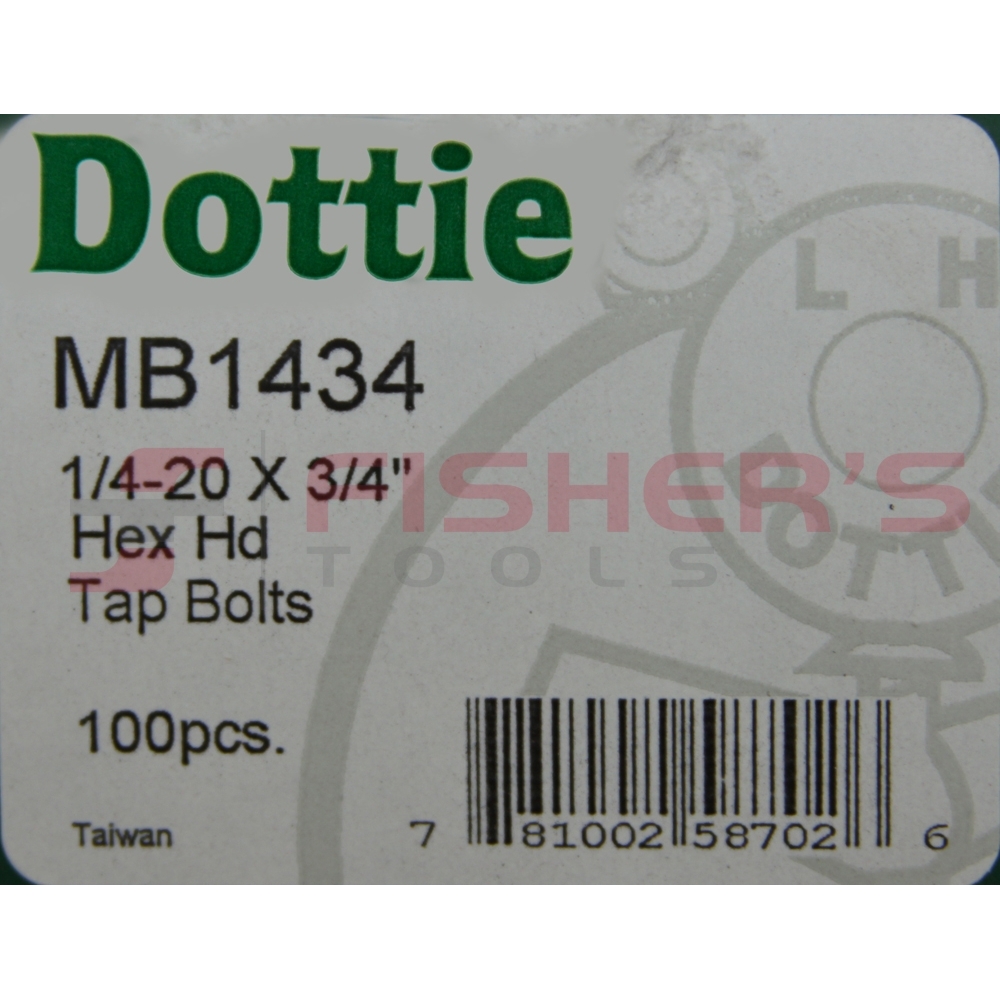 Dottie
L H
MB1434
1/4-20 X 3/4"
FISHER'S
TOOLS
Hex Hd
Tap Bolts
DOTTI
100pcs.
Taiwan
7 81002 58702 6